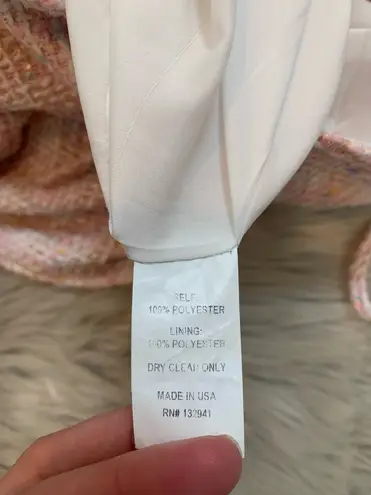 SELF:
100% POLYESTER
LINING:
100% POLYESTER
DRY CLEAN ONLY
MADE IN USA
RN# 132941